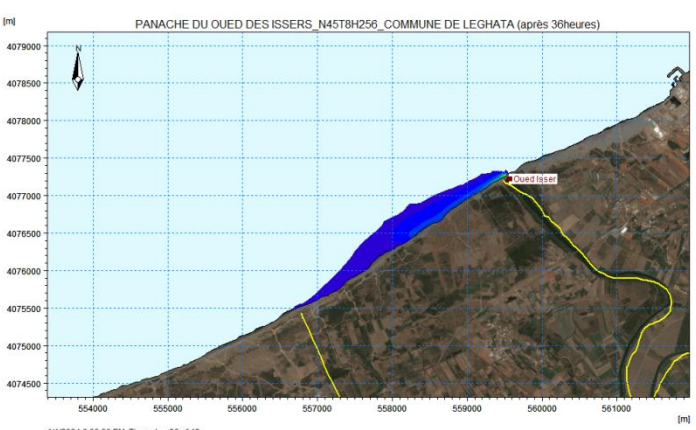 [m]
PANACHE DU OUED DES ISSERS_N45T8H256_COMMUNE DE LEGHATA (après 36heures)
4079000
N
4078500
4078000
4077500
Oued Isser
4077000
4076500
4076000
4075500
4075000
4074500
554000 555000 556000 557000 558000 559000 560000 561000
[m]